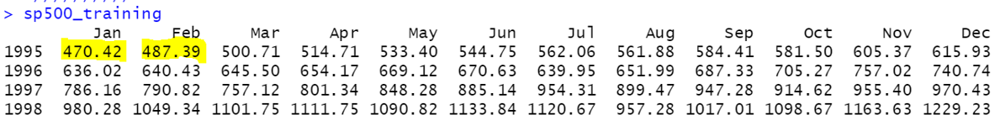 > sp500_training
Jan Feb Mar Apr May Jun Jul Aug Sep Oct Nov Dec
1995 470.42 487.39 500.71 514.71 533.40 544.75 562.06 561.88 584.41 581.50 605.37 615.93
1996 636.02 640.43 645.50 654.17 669.12 670.63 639.95 651.99 687.33 705.27 757.02 740.74
1997 786.16 790.82 757.12 801.34 848.28 885.14 954.31 899.47 947.28 914.62 955.40 970.43
1998 980.28 1049.34 1101.75 1111.75 1090.82 1133.84 1120.67 957.28 1017.01 1098.67 1163.63 1229.23